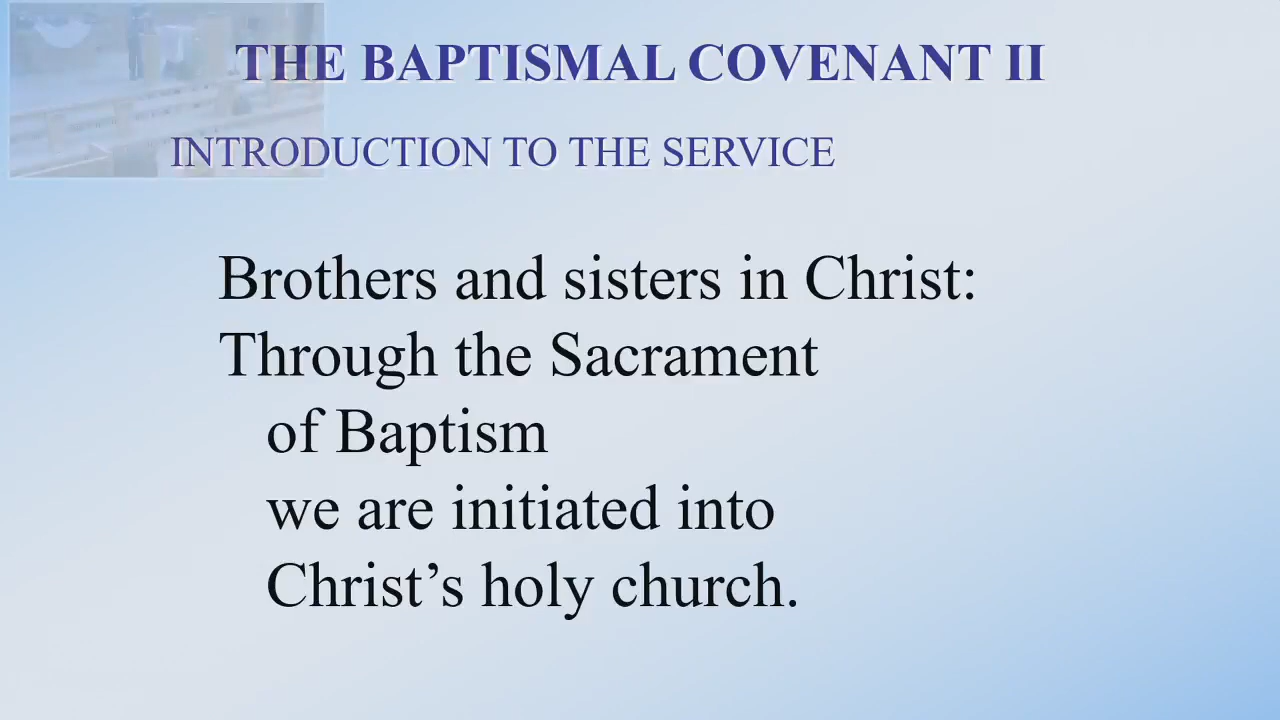 THE BAPTISMAL COVENANT II
INTRODUCTION TO THE SERVICE
Brothers and sisters in Christ:
Through the Sacrament
of Baptism
we are initiated into
Christ’s holy church.